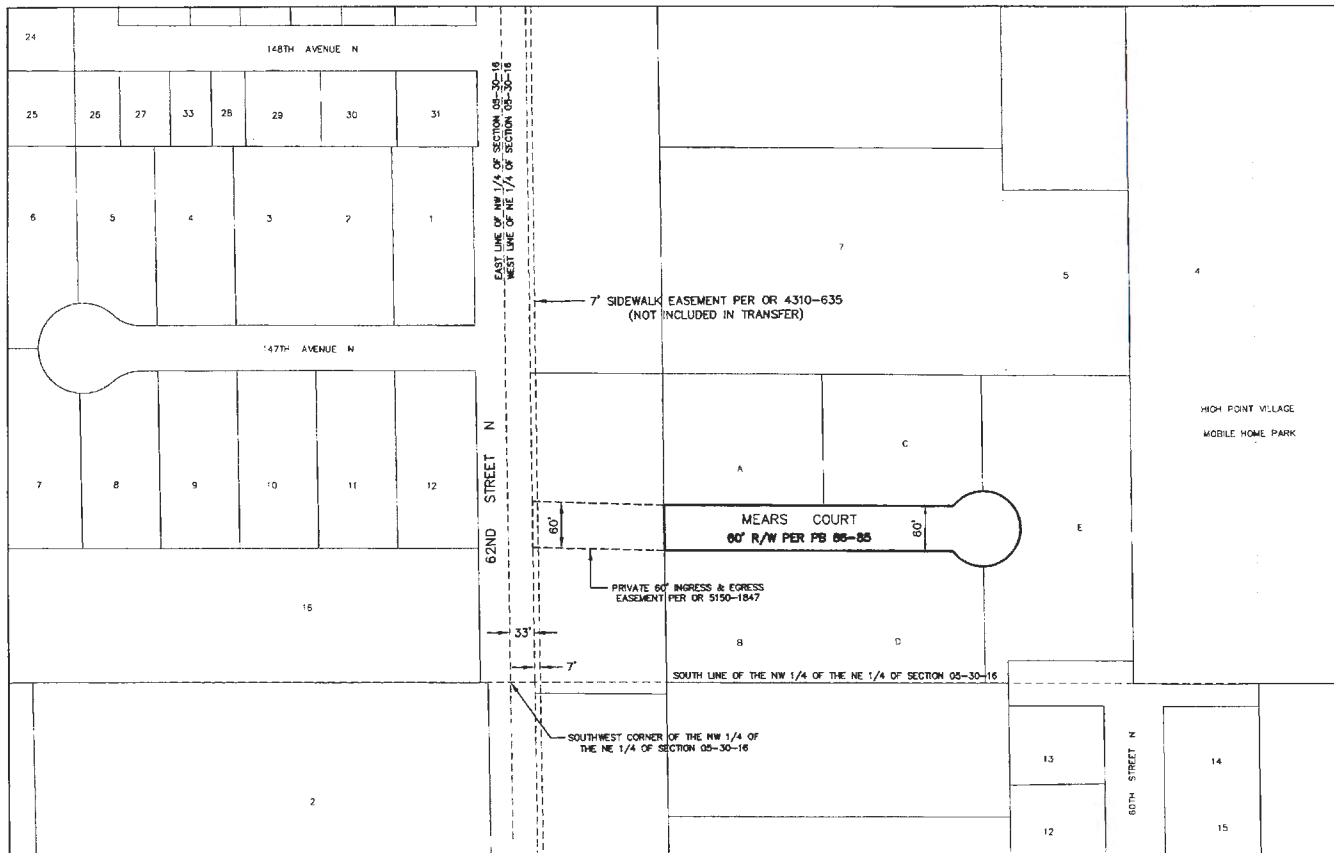 24
148TH AVENUE N
25
26
27
33
28
29
30
31
EAST LINE OF NW 1/4 OF SECTION 05-30-16
WEST LINE OF NE 1/4 OF SECTION 05-30-16
6
5
4
3
2
1
7
5
4
7' SIDEWALK EASEMENT PER OR 4310-635
(NOT INCLUDED IN TRANSFER)
147TH AVENUE N
HIGH POINT VILLAGE
MOBILE HOME PARK
62ND STREET N
7
8
9
10
11
12
A
C
60'
MEARS COURT
60' R/W PER PB 86-85
60'
E
PRIVATE 60' INGRESS & EGRESS
EASEMENT PER OR 5150-1847
16
33'
7'
B
D
SOUTH LINE OF THE NW 1/4 OF THE NE 1/4 OF SECTION 05-30-16
SOUTHWEST CORNER OF THE NW 1/4 OF
THE NE 1/4 OF SECTION 05-30-16
2
13
60TH STREET N
14
12
15